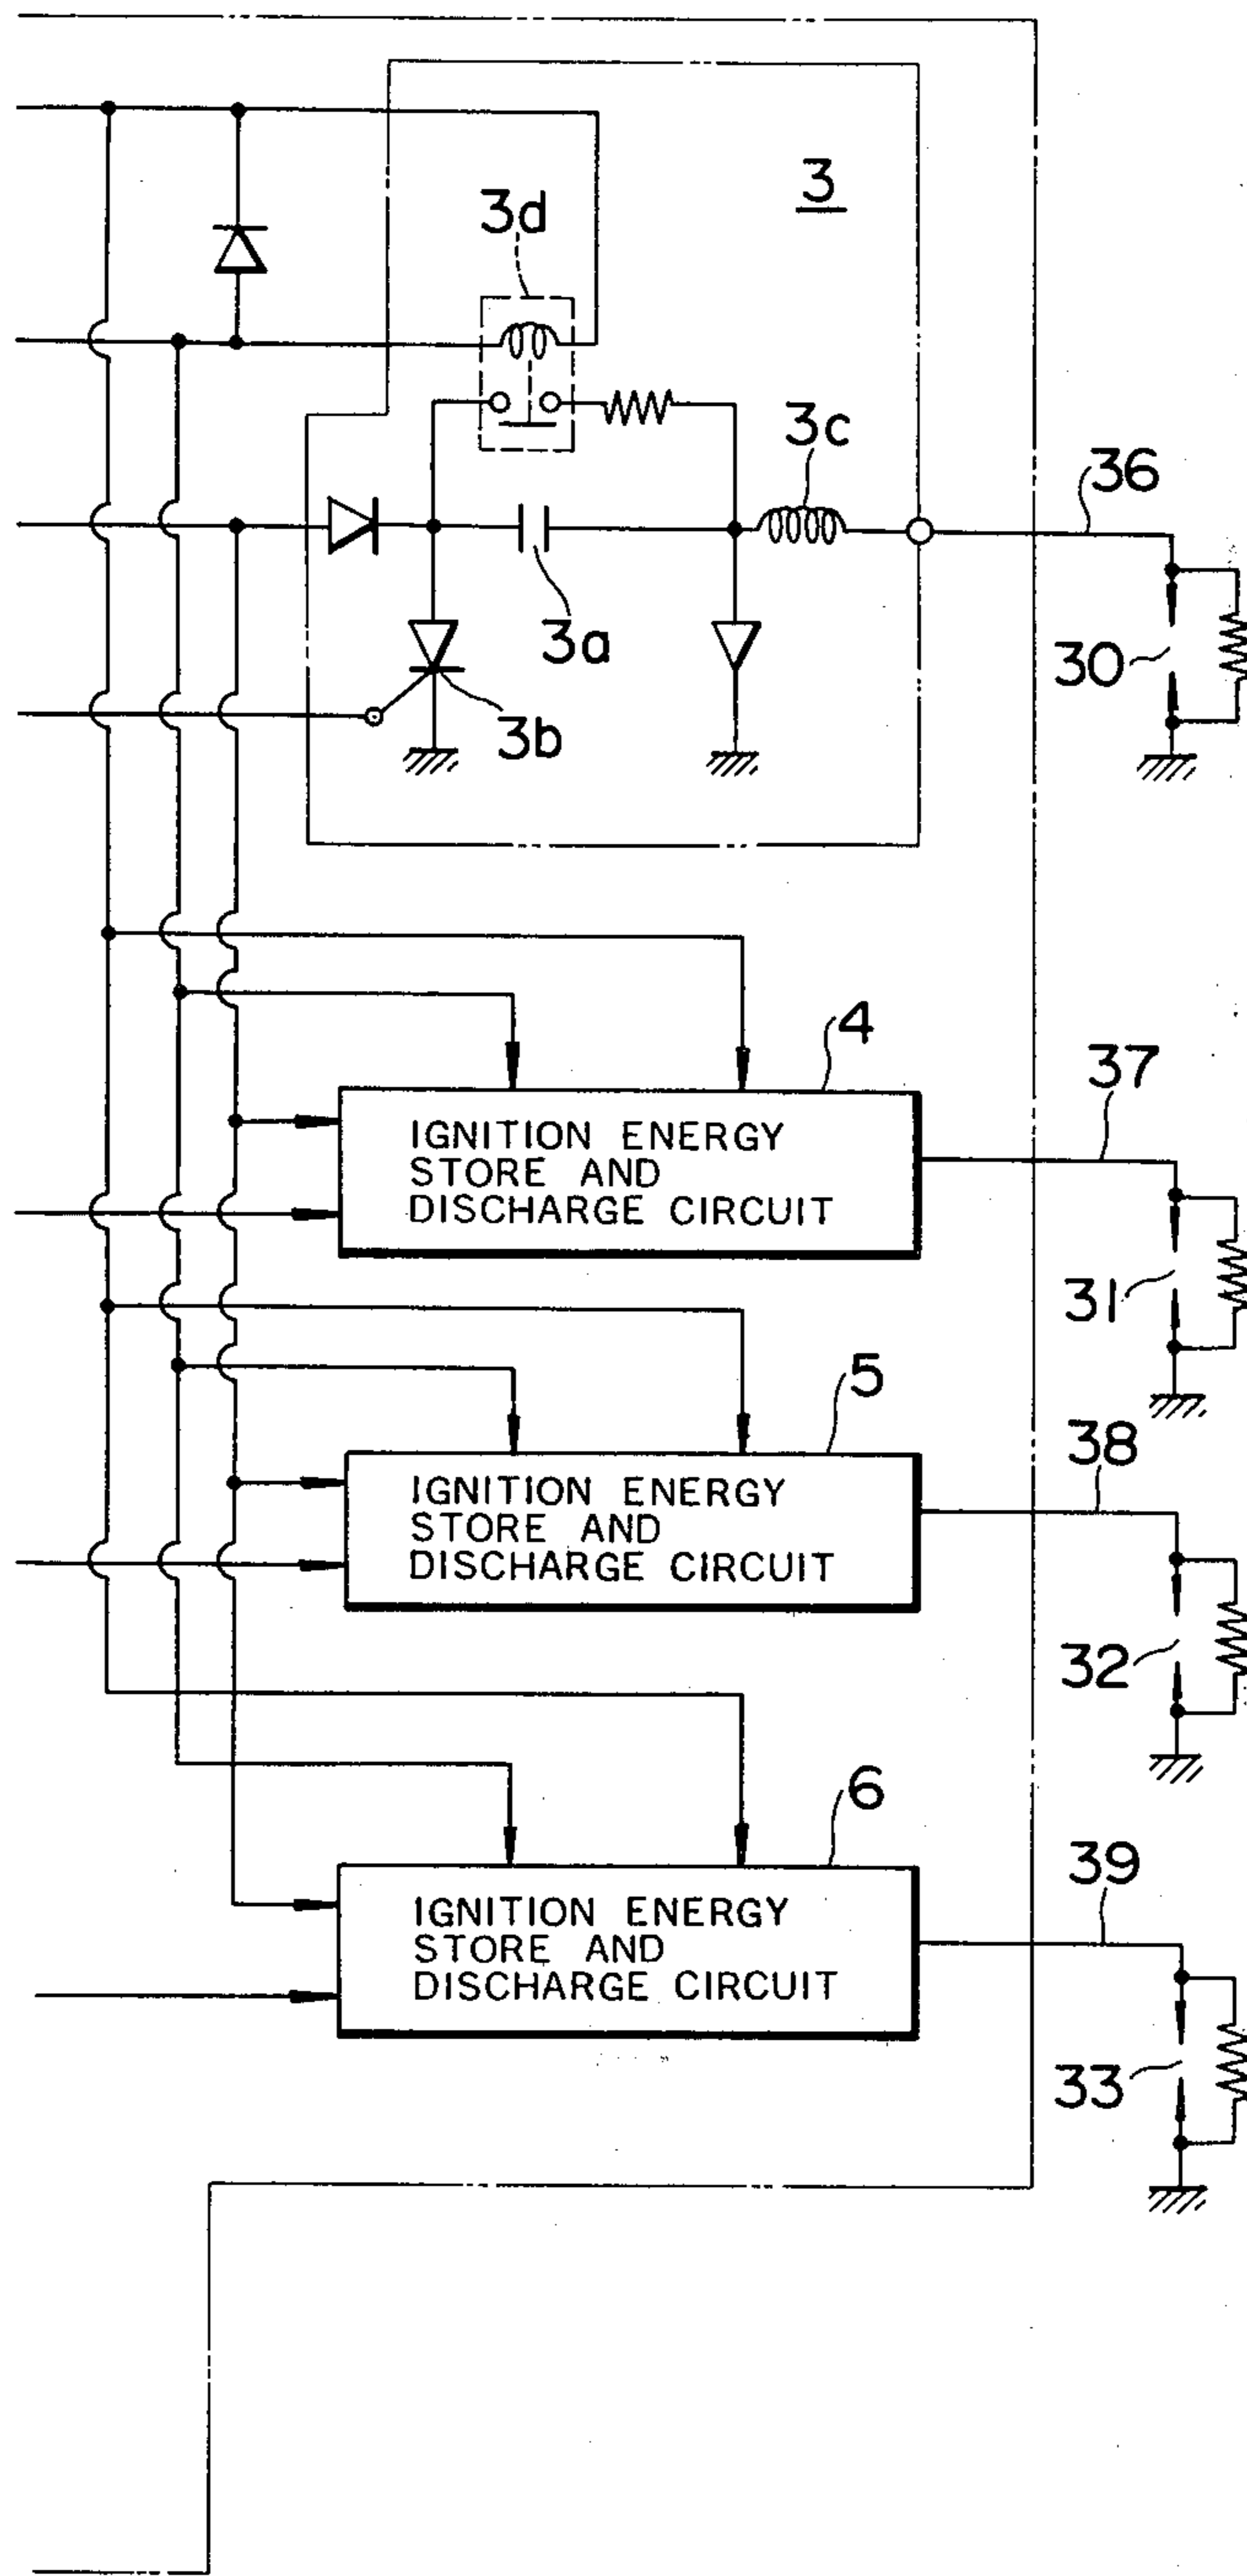 3
3d
3c
36
3a
30
3b
4
37
IGNITION ENERGY
STORE AND
DISCHARGE CIRCUIT
31
5
38
IGNITION ENERGY
STORE AND
DISCHARGE CIRCUIT
32
6
39
IGNITION ENERGY
STORE AND
DISCHARGE CIRCUIT
33